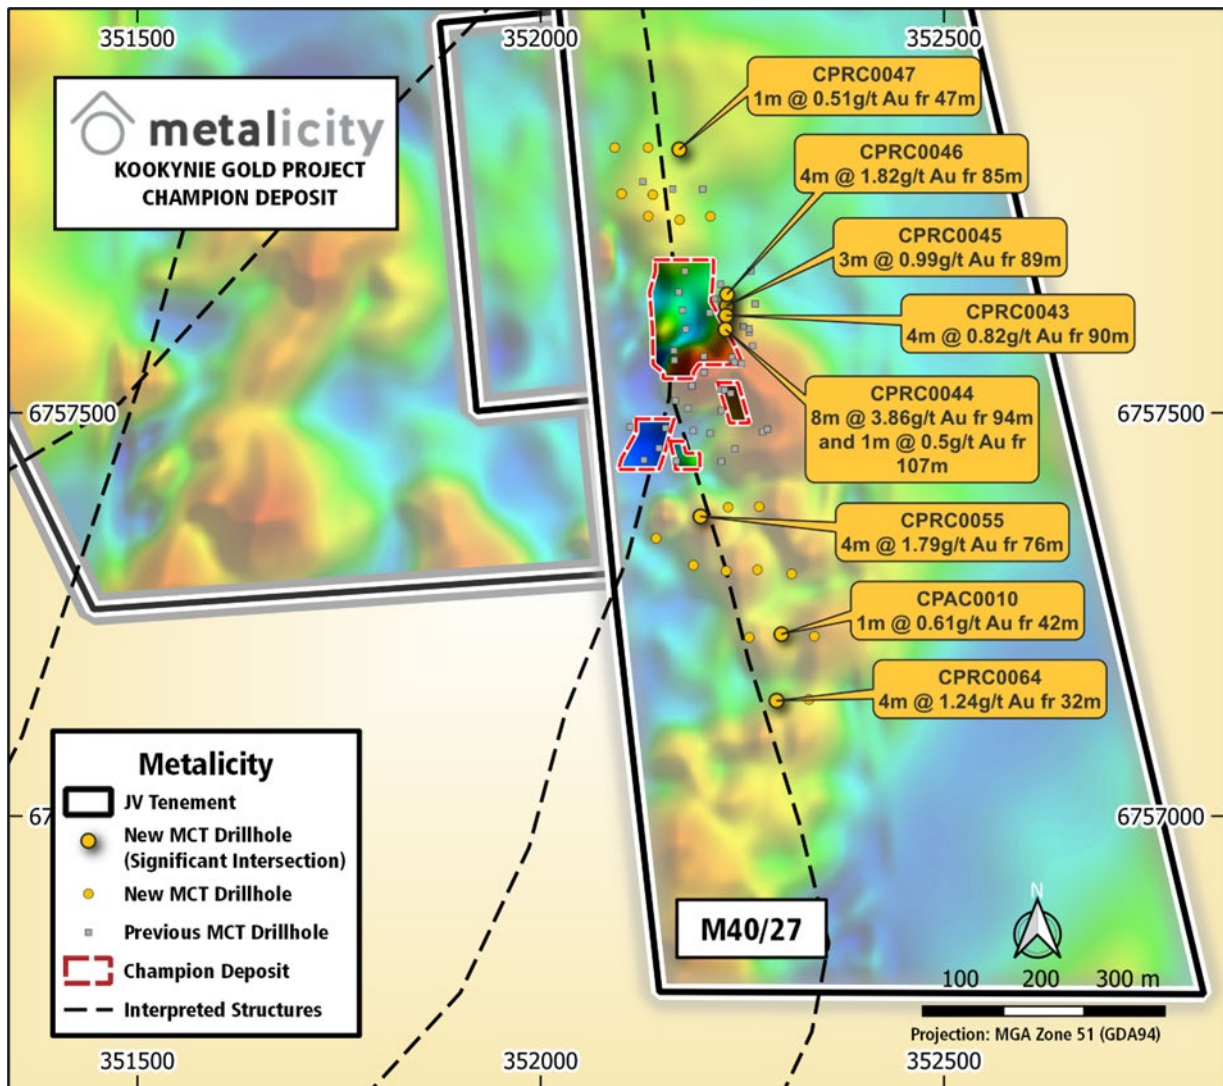 351500
352000
352500
metalicity
KOOKYNIE GOLD PROJECT
CHAMPION DEPOSIT
CPRC0047
1m @ 0.51g/t Au fr 47m
CPRC0046
4m @ 1.82g/t Au fr 85m
CPRC0045
3m @ 0.99g/t Au fr 89m
CPRC0043
4m @ 0.82g/t Au fr 90m
6757500
6757500
CPRC0044
8m @ 3.86g/t Au fr 94m
and 1m @ 0.5g/t Au fr
107m
CPRC0055
4m @ 1.79g/t Au fr 76m
CPAC0010
1m @ 0.61g/t Au fr 42m
CPRC0064
4m @ 1.24g/t Au fr 32m
Metalicity
JV Tenement
New MCT Drillhole
(Significant Intersection)
New MCT Drillhole
Previous MCT Drillhole
Champion Deposit
Interpreted Structures
6757000
M40/27
N
100 200 300 m
Projection: MGA Zone 51 (GDA94)
351500
352000
352500